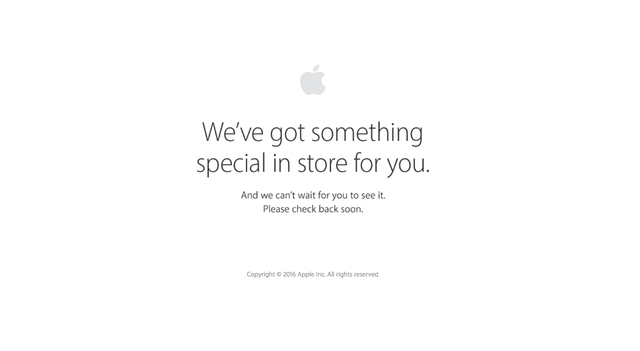 We’ve got something
special in store for you.
And we can’t wait for you to see it.
Please check back soon.
Copyright © 2016 Apple Inc. All rights reserved